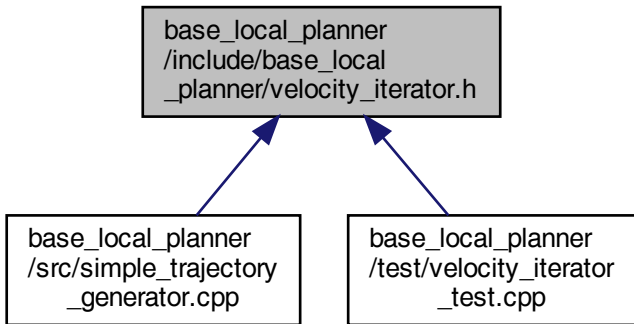 base_local_planner
/include/base_local
_planner/velocity_iterator.h
base_local_planner
/src/simple_trajectory
_generator.cpp
base_local_planner
/test/velocity_iterator
_test.cpp